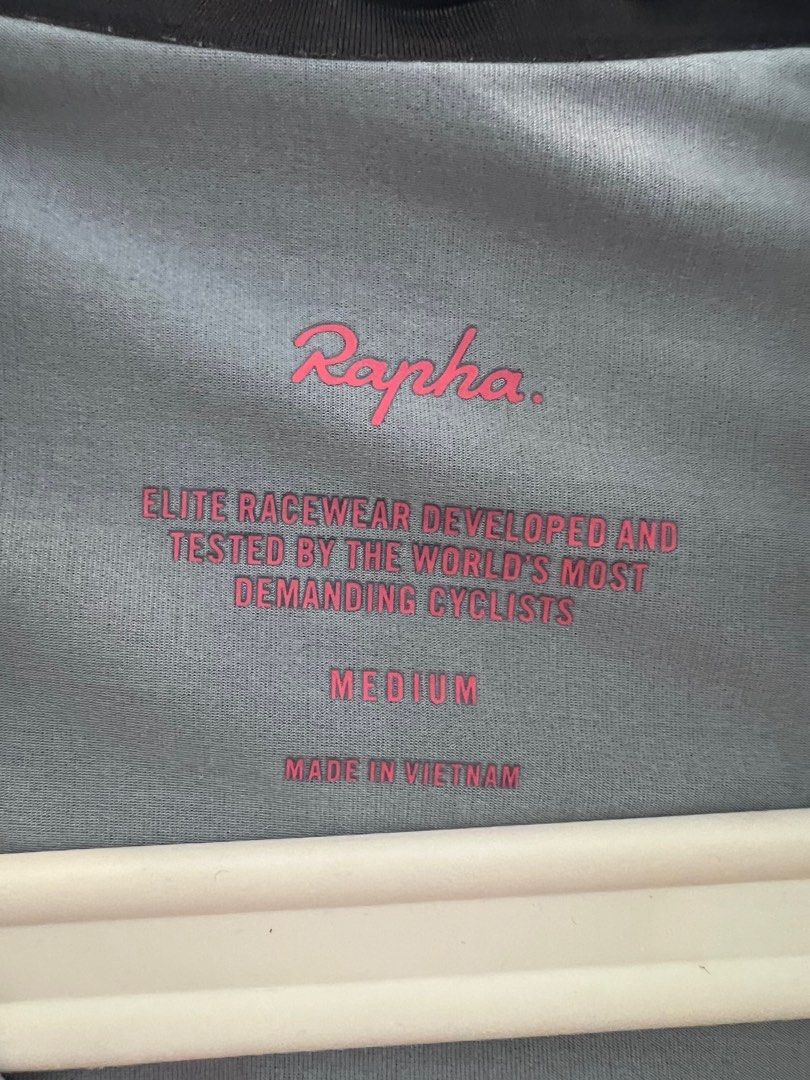 Rapha.
ELITE RACEWEAR DEVELOPED AND
TESTED BY THE WORLD'S MOST
DEMANDING CYCLISTS
MEDIUM
MADE IN VIETNAM